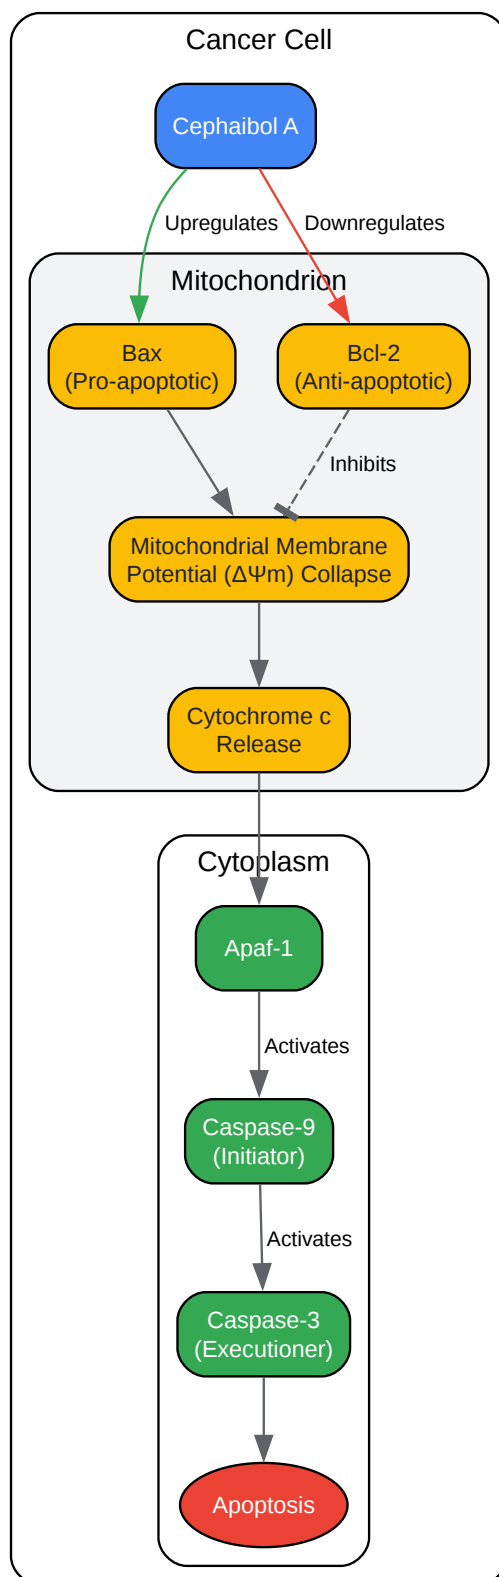 Cancer Cell
Cephaibol A
Upregulates
Downregulates
Mitochondrion
Bax
(Pro-apoptotic)
Bcl-2
(Anti-apoptotic)
Inhibits
Mitochondrial Membrane
Potential (ΔΨm) Collapse
Cytochrome c
Release
Cytoplasm
Apaf-1
Activates
Caspase-9
(Initiator)
Activates
Caspase-3
(Executioner)
Apoptosis